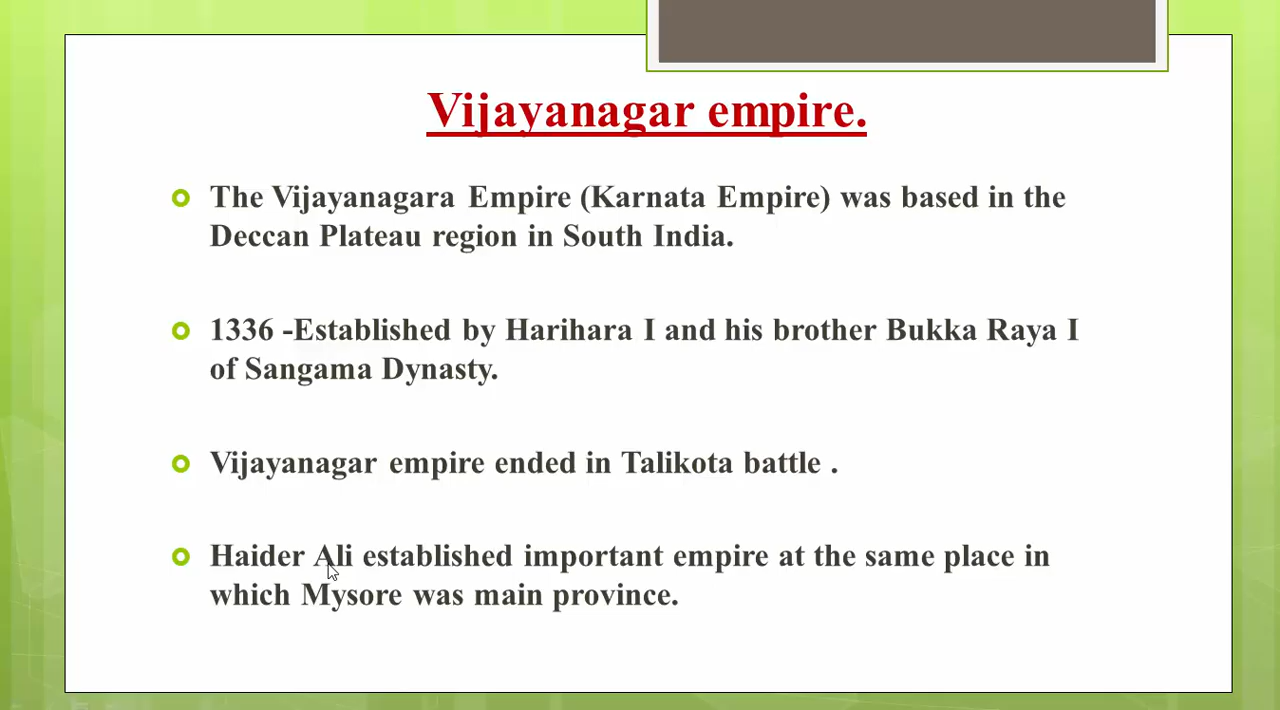 Vijayanagar empire.
The Vijayanagara Empire (Karnata Empire) was based in the
Deccan Plateau region in South India.
1336 -Established by Harihara I and his brother Bukka Raya I
of Sangama Dynasty.
Vijayanagar empire ended in Talikota battle .
Haider Ali established important empire at the same place in
which Mysore was main province.